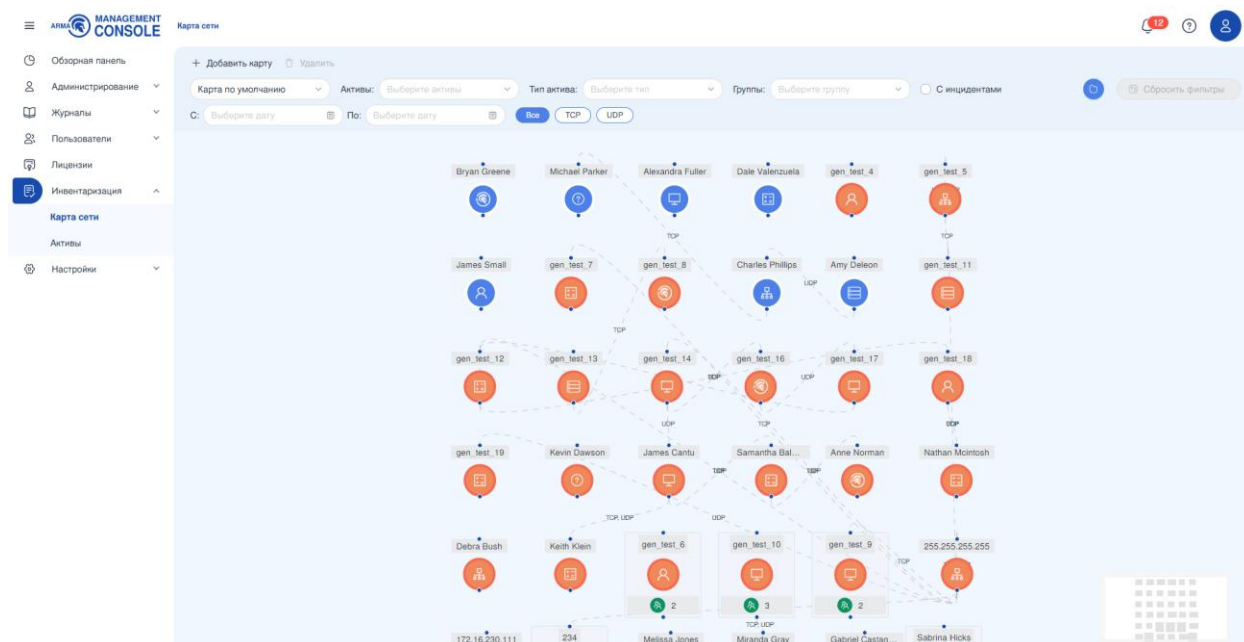 ARMA MANAGEMENT CONSOLE
Карта сети
12
Обзорная панель
Администрирование
Журналы
Пользователи
Лицензии
Инвентаризация
Карта сети
Активы
Настройки
+ Добавить карту Удалить
Карта по умолчанию Активы: Выберите активы Тип актива: Выберите тип Группы: Выберите группу С инцидентами Сбросить фильтры
С: Выберите дату По: Выберите дату Все TCP UDP
Bryan Greene Michael Parker Alexandra Fuller Dale Valenzuela gen_test_4 gen_test_5
TCP TCP
James Small gen_test_7 gen_test_8 Charles Phillips Amy Deleon gen_test_11
UDP
TCP
gen_test_12 gen_test_13 gen_test_14 gen_test_16 gen_test_17 gen_test_18
UDP
UDP TCP
gen_test_19 Kevin Dawson James Cantu Samantha Bal... Anne Norman Nathan Mcintosh
TCP, UDP UDP
Debra Bush Keith Klein gen_test_6 gen_test_10 gen_test_9 255.255.255.255
TCP
2 3 2
TCP, UDP
172.16.230.111 234 Melissa Jones Miranda Gray Gabriel Castan... Sabrina Hicks